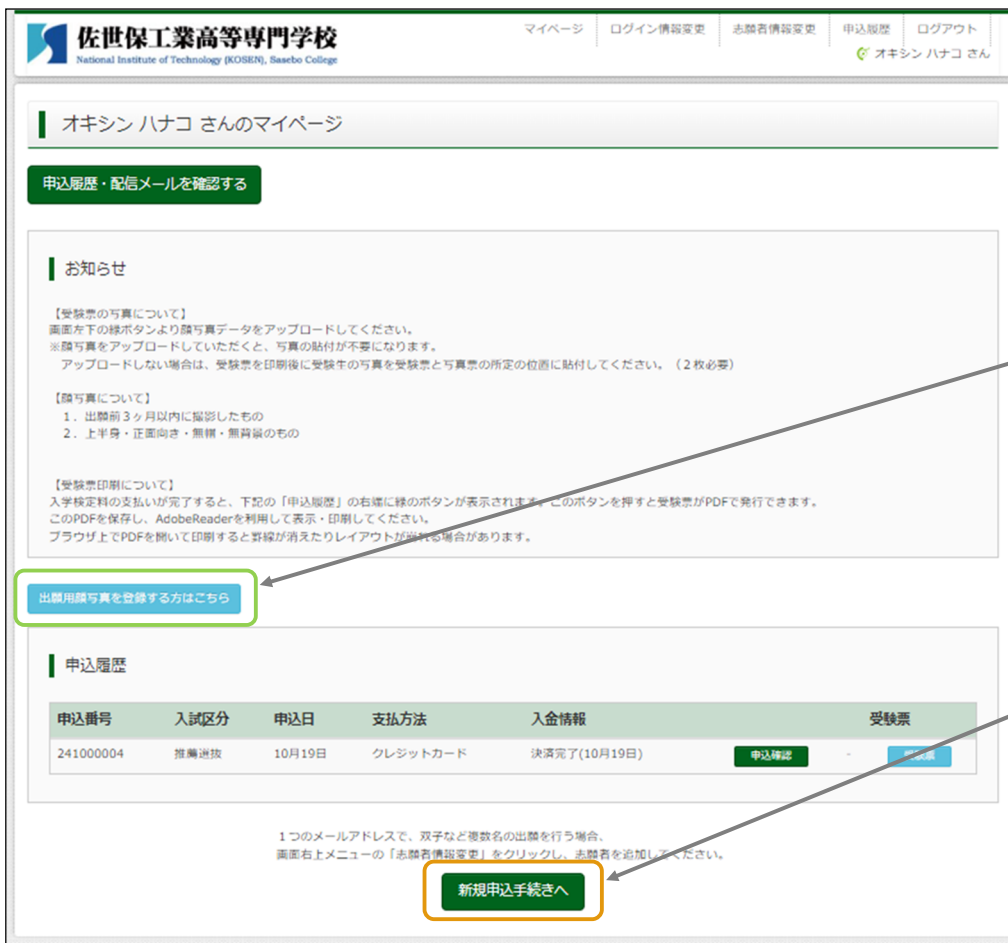 佐世保工業高等専門学校
National Institute of Technology (KOSEN), Sasebo College
マイページ ログイン情報変更 志願者情報変更 申込履歴 ログアウト
オキシン ハナコ さん
オキシン ハナコ さんのマイページ
申込履歴・配信メールを確認する
お知らせ
【受験票の写真について】
画面左下の緑ボタンより顔写真データをアップロードしてください。
※顔写真をアップロードしていただくと、写真の貼付が不要になります。
アップロードしない場合は、受験票を印刷後に受験生の写真を受験票と写真票の所定の位置に貼付してください。（２枚必要）
【顔写真について】
１．出願前３ヶ月以内に撮影したもの
２．上半身・正面向き・無帽・無背景のもの
【受験票印刷について】
入学検定料の支払いが完了すると、下記の「申込履歴」の右端に緑のボタンが表示されます。このボタンを押すと受験票がPDFで発行できます。
このPDFを保存し、AdobeReaderを利用して表示・印刷してください。
ブラウザ上でPDFを開いて印刷すると罫線が消えたりレイアウトが崩れる場合があります。
出願用顔写真を登録する方はこちら
申込履歴
申込番号 入試区分 申込日 支払方法 入金情報 受験票
241000004 推薦選抜 10月19日 クレジットカード 決済完了(10月19日) 申込確認 - 受験票
１つのメールアドレスで、双子など複数名の出願を行う場合、
画面右上メニューの「志願者情報変更」をクリックし、志願者を追加してください。
新規申込手続きへ